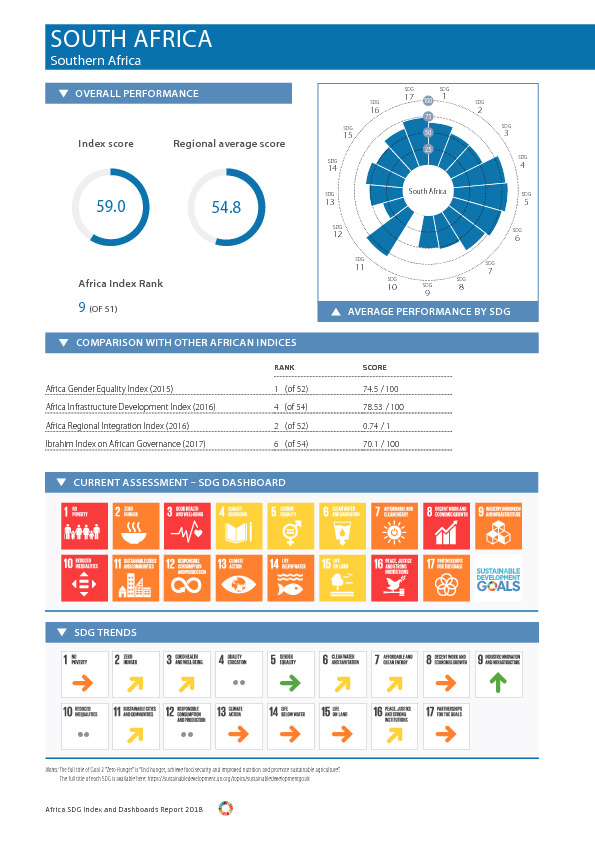 SOUTH AFRICA
Southern Africa
OVERALL PERFORMANCE
Index score
Regional average score
59.0
54.8
Africa Index Rank
9 (OF 51)
SDG 1
SDG 2
SDG 3
SDG 4
SDG 5
SDG 6
SDG 7
SDG 8
SDG 9
SDG 10
SDG 11
SDG 12
SDG 13
SDG 14
SDG 15
SDG 16
SDG 17
100
75
50
25
South Africa
AVERAGE PERFORMANCE BY SDG
COMPARISON WITH OTHER AFRICAN INDICES
RANK SCORE
Africa Gender Equality Index (2015) 1 (of 52) 74.5 / 100
Africa Infrastructure Development Index (2016) 4 (of 54) 78.53 / 100
Africa Regional Integration Index (2016) 2 (of 52) 0.74 / 1
Ibrahim Index on African Governance (2017) 6 (of 54) 70.1 / 100
CURRENT ASSESSMENT – SDG DASHBOARD
1 NO POVERTY
2 ZERO HUNGER
3 GOOD HEALTH AND WELL-BEING
4 QUALITY EDUCATION
5 GENDER EQUALITY
6 CLEAN WATER AND SANITATION
7 AFFORDABLE AND CLEAN ENERGY
8 DECENT WORK AND ECONOMIC GROWTH
9 INDUSTRY, INNOVATION AND INFRASTRUCTURE
10 REDUCED INEQUALITIES
11 SUSTAINABLE CITIES AND COMMUNITIES
12 RESPONSIBLE CONSUMPTION AND PRODUCTION
13 CLIMATE ACTION
14 LIFE BELOW WATER
15 LIFE ON LAND
16 PEACE, JUSTICE AND STRONG INSTITUTIONS
17 PARTNERSHIPS FOR THE GOALS
SUSTAINABLE
DEVELOPMENT
GOALS
SDG TRENDS
1 NO POVERTY
2 ZERO HUNGER
3 GOOD HEALTH AND WELL-BEING
4 QUALITY EDUCATION
5 GENDER EQUALITY
6 CLEAN WATER AND SANITATION
7 AFFORDABLE AND CLEAN ENERGY
8 DECENT WORK AND ECONOMIC GROWTH
9 INDUSTRY, INNOVATION AND INFRASTRUCTURE
10 REDUCED INEQUALITIES
11 SUSTAINABLE CITIES AND COMMUNITIES
12 RESPONSIBLE CONSUMPTION AND PRODUCTION
13 CLIMATE ACTION
14 LIFE BELOW WATER
15 LIFE ON LAND
16 PEACE, JUSTICE AND STRONG INSTITUTIONS
17 PARTNERSHIPS FOR THE GOALS
Notes: The full title of Goal 2 "Zero Hunger" is "End hunger, achieve food security and improved nutrition and promote sustainable agriculture".
The full title of each SDG is available here: https://sustainabledevelopment.un.org/topics/sustainabledevelopmentgoals
Africa SDG Index and Dashboards Report 2018